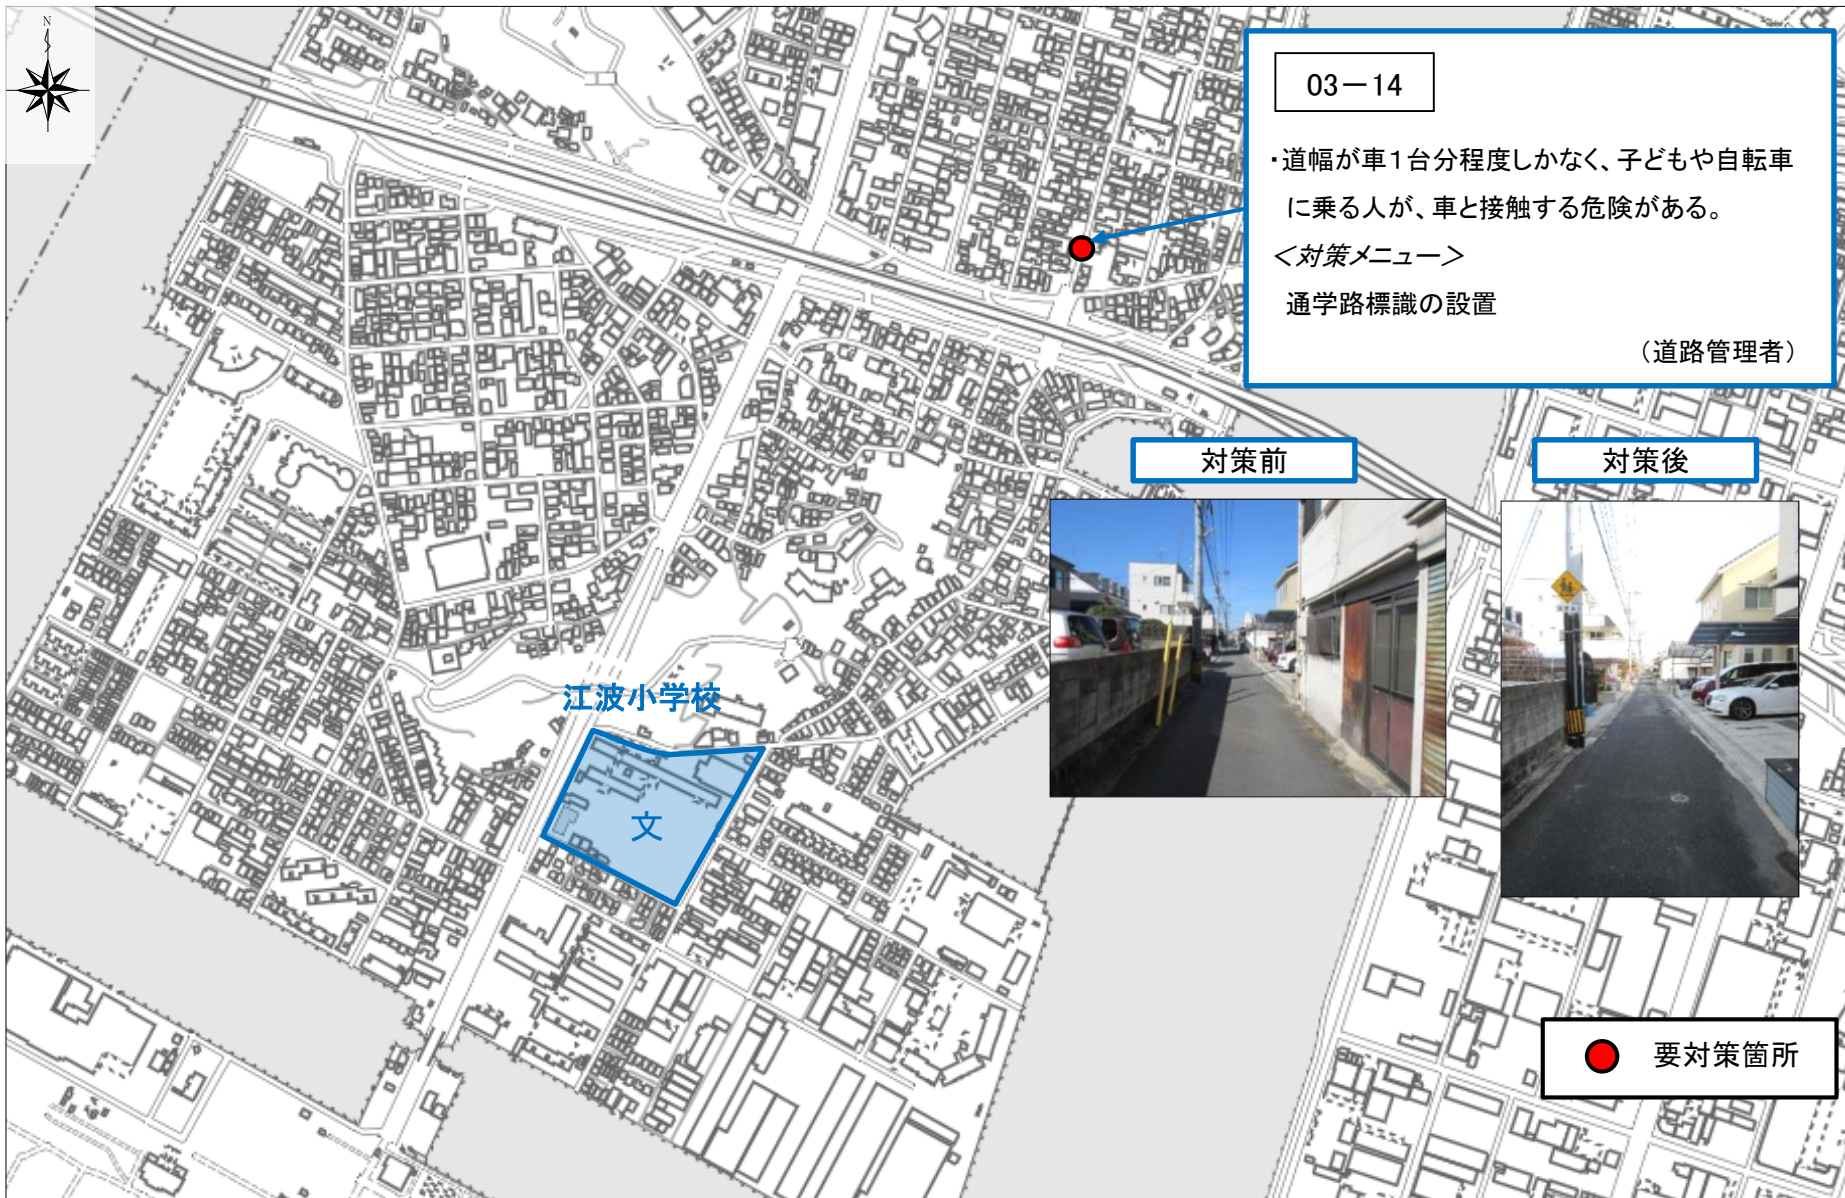 N
03－14
・道幅が車１台分程度しかなく、子どもや自転車
に乗る人が、車と接触する危険がある。
＜対策メニュー＞
通学路標識の設置
（道路管理者）
対策前
対策後
江波小学校
文
要対策箇所